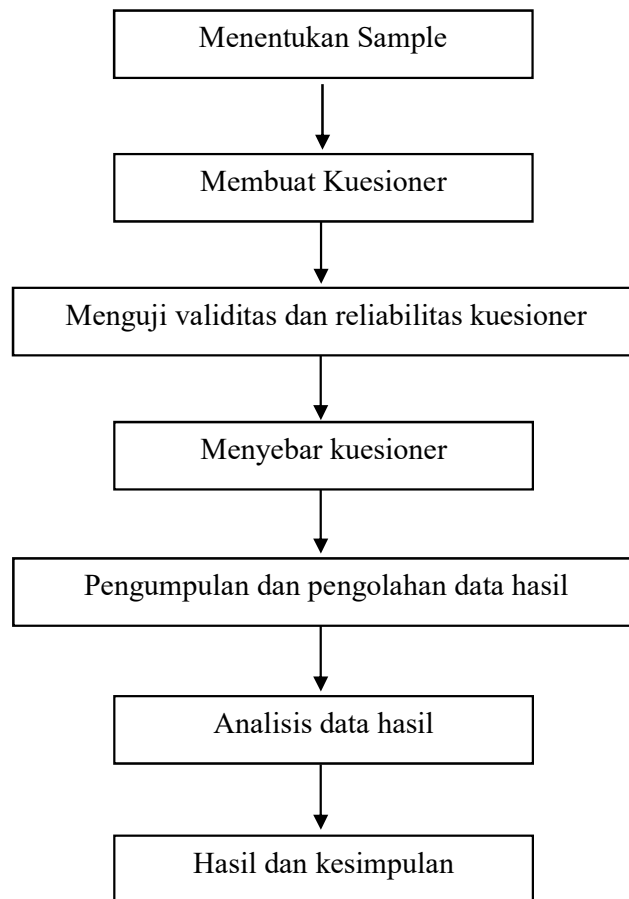 Menentukan Sample
Membuat Kuesioner
Menguji validitas dan reliabilitas kuesioner
Menyebar kuesioner
Pengumpulan dan pengolahan data hasil
Analisis data hasil
Hasil dan kesimpulan